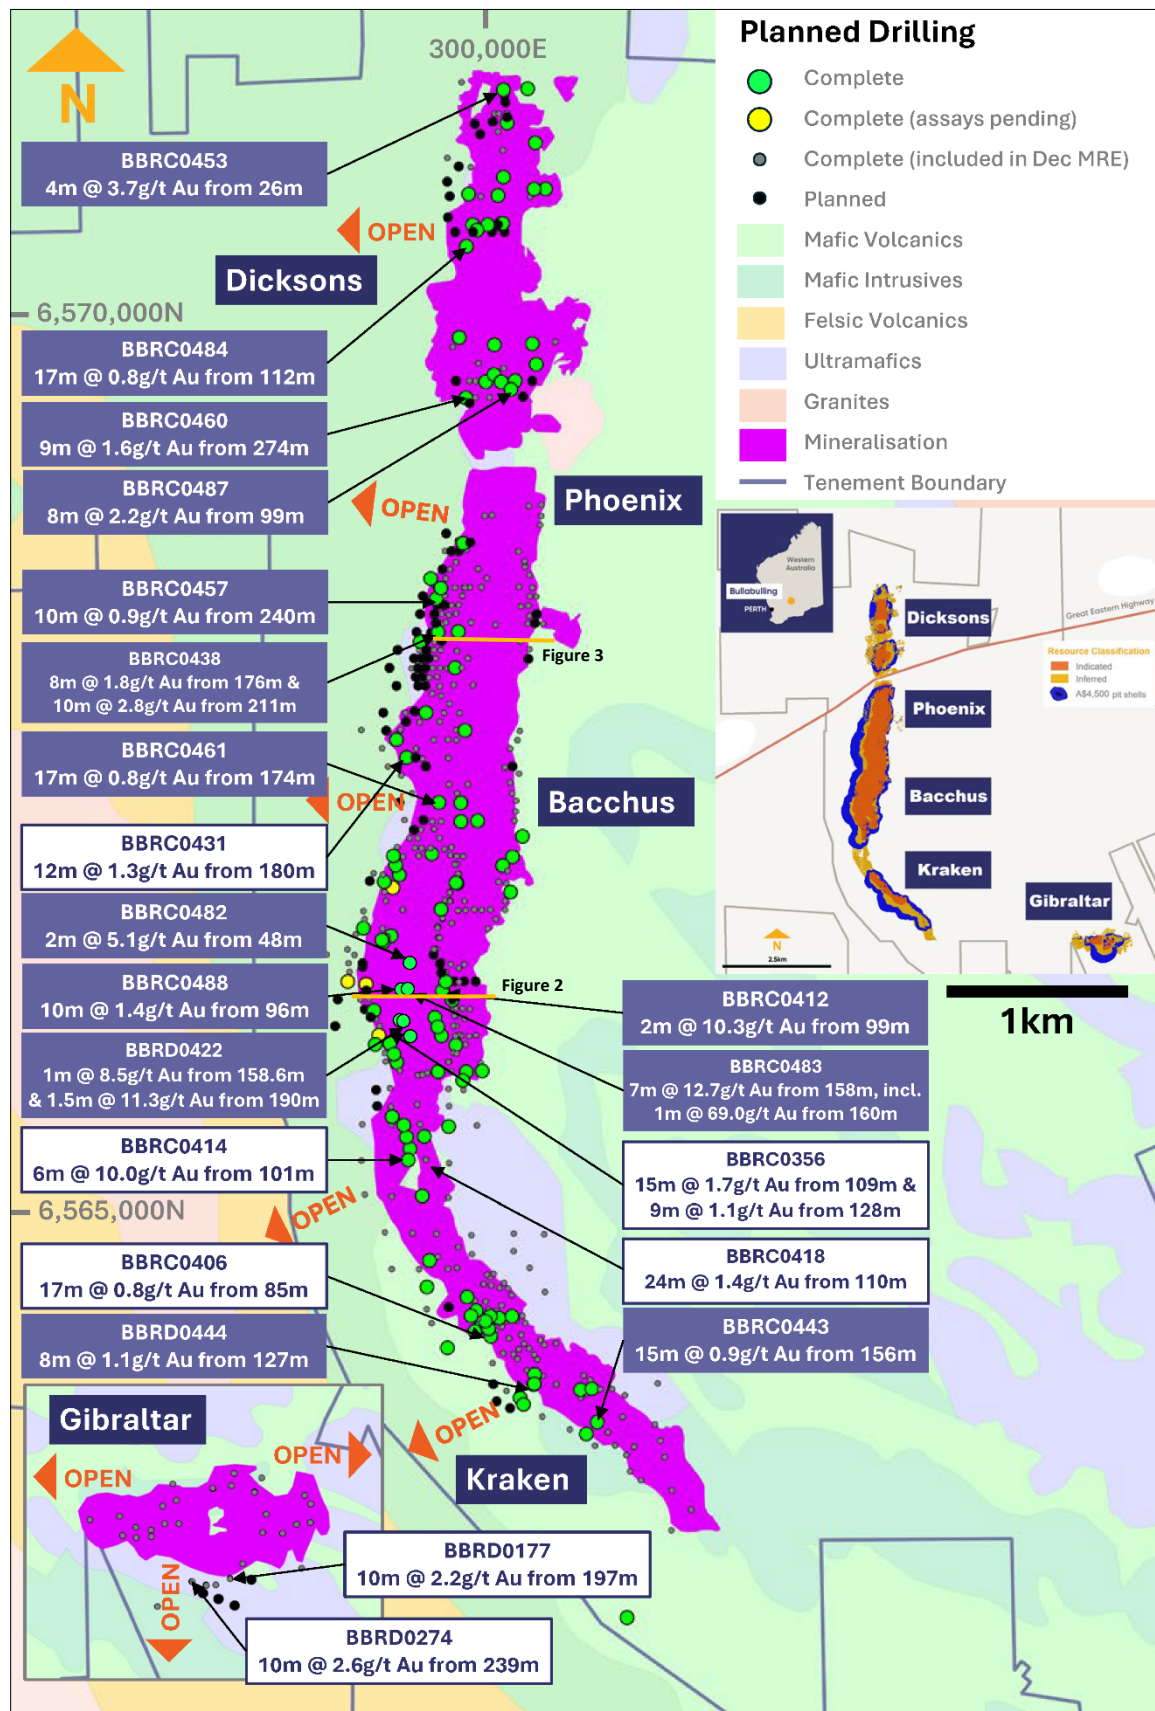 300,000E
N
Planned Drilling
Complete
Complete (assays pending)
Complete (included in Dec MRE)
Planned
Mafic Volcanics
Mafic Intrusives
Felsic Volcanics
Ultramafics
Granites
Mineralisation
Tenement Boundary
BBRC0453
4m @ 3.7g/t Au from 26m
OPEN
Dicksons
6,570,000N
BBRC0484
17m @ 0.8g/t Au from 112m
BBRC0460
9m @ 1.6g/t Au from 274m
BBRC0487
8m @ 2.2g/t Au from 99m
OPEN
Phoenix
BBRC0457
10m @ 0.9g/t Au from 240m
BBRC0438
8m @ 1.8g/t Au from 176m &
10m @ 2.8g/t Au from 211m
Figure 3
BBRC0461
17m @ 0.8g/t Au from 174m
OPEN
Bacchus
BBRC0431
12m @ 1.3g/t Au from 180m
BBRC0482
2m @ 5.1g/t Au from 48m
BBRC0488
10m @ 1.4g/t Au from 96m
Figure 2
BBRD0422
1m @ 8.5g/t Au from 158.6m
& 1.5m @ 11.3g/t Au from 190m
BBRC0414
6m @ 10.0g/t Au from 101m
6,565,000N
OPEN
BBRC0406
17m @ 0.8g/t Au from 85m
BBRD0444
8m @ 1.1g/t Au from 127m
BBRC0412
2m @ 10.3g/t Au from 99m
BBRC0483
7m @ 12.7g/t Au from 158m, incl.
1m @ 69.0g/t Au from 160m
BBRC0356
15m @ 1.7g/t Au from 109m &
9m @ 1.1g/t Au from 128m
BBRC0418
24m @ 1.4g/t Au from 110m
BBRC0443
15m @ 0.9g/t Au from 156m
1km
OPEN
Kraken
Gibraltar
OPEN
OPEN
OPEN
BBRD0177
10m @ 2.2g/t Au from 197m
BBRD0274
10m @ 2.6g/t Au from 239m
Western
Australia
Bullabulling
PERTH
Dicksons
Great Eastern Highway
Resource Classification
Indicated
Inferred
A$4,500 pit shells
Phoenix
Bacchus
Kraken
Gibraltar
N
2.5km